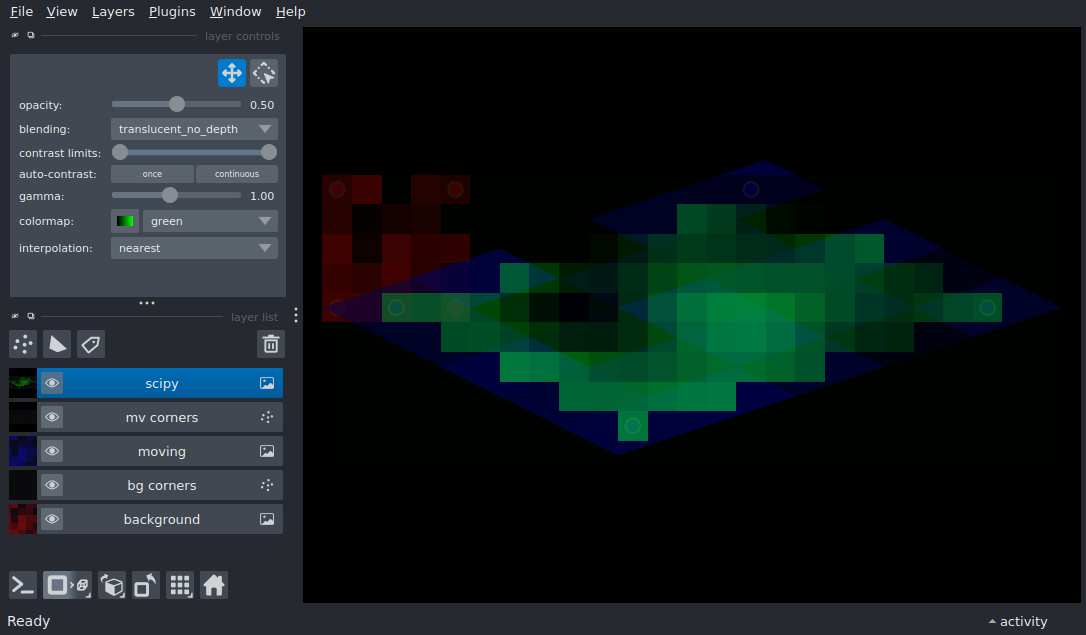 File View Layers Plugins Window Help
layer controls
opacity: 0.50
blending: translucent_no_depth
contrast limits:
auto-contrast: once continuous
gamma: 1.00
colormap: green
interpolation: nearest
layer list
scipy
mv corners
moving
bg corners
background
Ready
activity